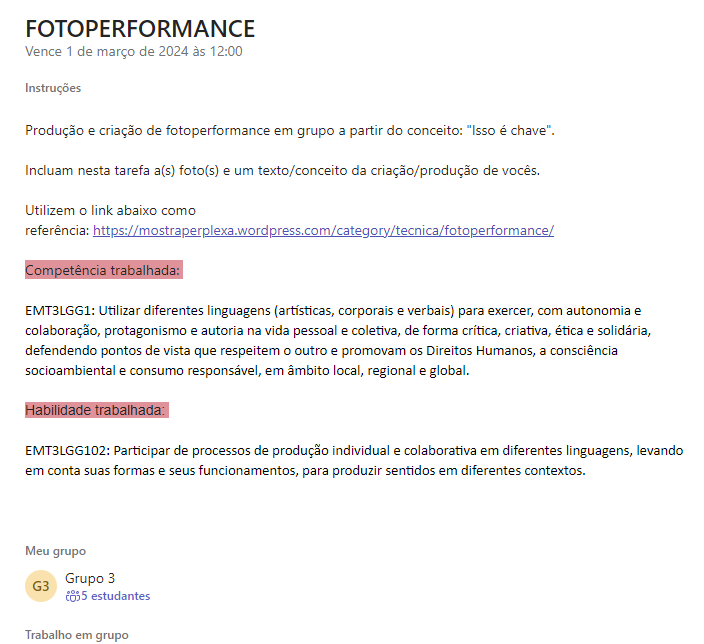 FOTOPERFORMANCE
Vence 1 de março de 2024 às 12:00
Instruções
Produção e criação de fotoperformance em grupo a partir do conceito: "Isso é chave".
Incluam nesta tarefa a(s) foto(s) e um texto/conceito da criação/produção de vocês.
Utilizem o link abaixo como
referência: https://mostraperplexa.wordpress.com/category/tecnica/fotoperformance/
Competência trabalhada:
EMT3LGG1: Utilizar diferentes linguagens (artísticas, corporais e verbais) para exercer, com autonomia e
colaboração, protagonismo e autoria na vida pessoal e coletiva, de forma crítica, criativa, ética e solidária,
defendendo pontos de vista que respeitem o outro e promovam os Direitos Humanos, a consciência
socioambiental e consumo responsável, em âmbito local, regional e global.
Habilidade trabalhada:
EMT3LGG102: Participar de processos de produção individual e colaborativa em diferentes linguagens, levando
em conta suas formas e seus funcionamentos, para produzir sentidos em diferentes contextos.
Meu grupo
G3
Grupo 3
5 estudantes
Trabalho em grupo